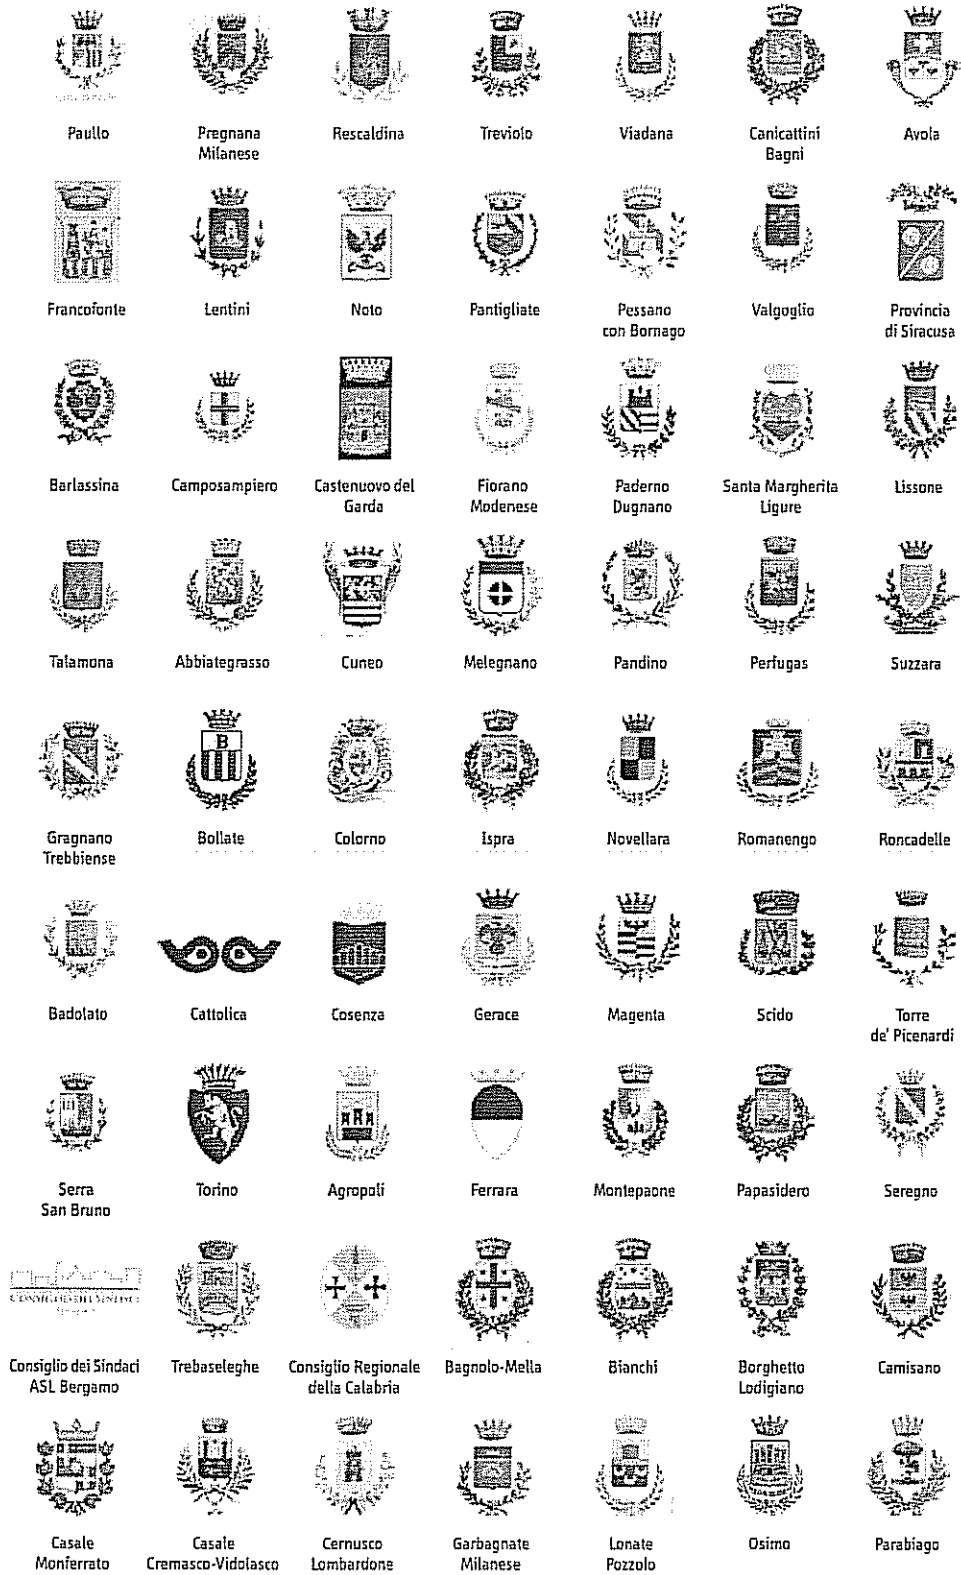 Paullo
Pregnana
Milanese
Rescaldina
Treviolo
Viadana
Canicattini
Bagni
Avola
Francofonte
Lentini
Noto
Pantigliate
Pessano
con Bornago
Valgoglio
Provincia
di Siracusa
Barlassina
Camposampiero
Castenuovo del
Garda
Fiorano
Modenese
Paderno
Dugnano
Santa Margherita
Ligure
Lissone
Talamona
Abbiategrasso
Cuneo
Melegnano
Pandino
Perfugas
Suzzara
B
Gragnano
Trebbiense
Bollate
Colorno
Ispra
Novellara
Romanengo
Roncadelle
Badolato
Cattolica
Cosenza
Gerace
Magenta
Scido
Torre
de' Picenardi
Serra
San Bruno
Torino
Agropoli
Ferrara
Montepaone
Papasidero
Seregno
CONSIGLIO DEI SINDACI
Consiglio dei Sindaci
ASL Bergamo
Trebaseleghe
Consiglio Regionale
della Calabria
Bagnolo-Mella
Bianchi
Borghetto
Lodigiano
Camisano
Casale
Monferrato
Casale
Cremasco-Vidolasco
Cernusco
Lombardone
Garbagnate
Milanese
Lonate
Pozzolo
Osimo
Parabiago